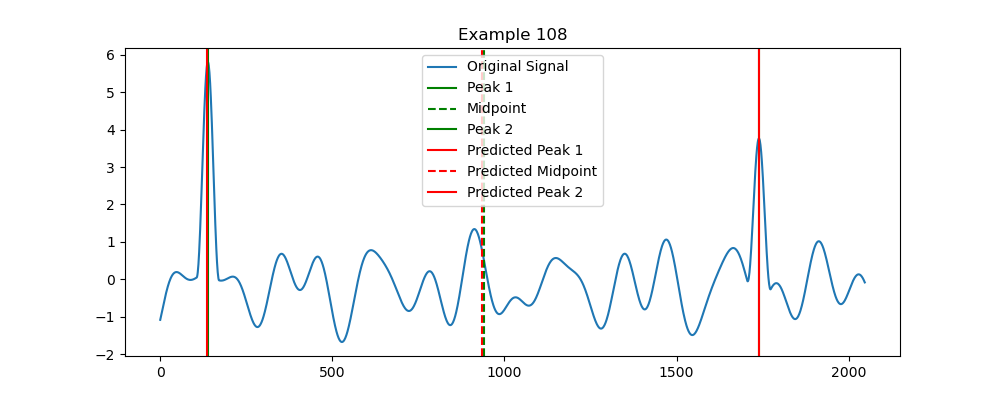 Example 108
6
5
4
3
2
1
0
−1
−2
Original Signal
Peak 1
Midpoint
Peak 2
Predicted Peak 1
Predicted Midpoint
Predicted Peak 2
0
500
1000
1500
2000